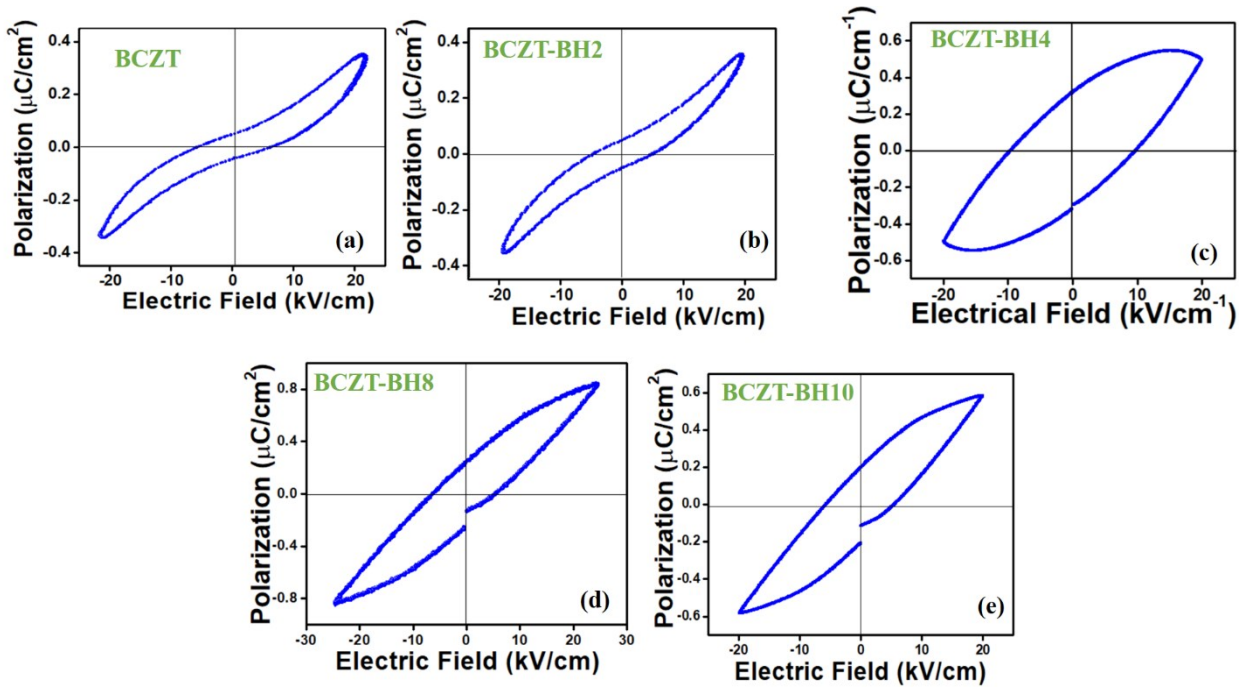 BCZT
Polarization (μC/cm²)
0.4
0.2
0.0
-0.2
-0.4
-20
-10
0
10
20
Electric Field (kV/cm)
(a)
BCZT-BH2
Polarization (μC/cm²)
0.4
0.2
0.0
-0.2
-0.4
-20
-10
0
10
20
Electric Field (kV/cm)
(b)
BCZT-BH4
Polarization (μC/cm⁻¹)
0.6
0.4
0.2
0.0
-0.2
-0.4
-0.6
-20
-10
0
10
20
Electrical Field (kV/cm⁻¹)
(c)
BCZT-BH8
Polarization (μC/cm²)
0.8
0.4
0.0
-0.4
-0.8
-30
-20
-10
0
10
20
30
Electric Field (kV/cm)
(d)
BCZT-BH10
Polarization (μC/cm²)
0.6
0.4
0.2
0.0
-0.2
-0.4
-0.6
-20
-10
0
10
20
Electric Field (kV/cm)
(e)